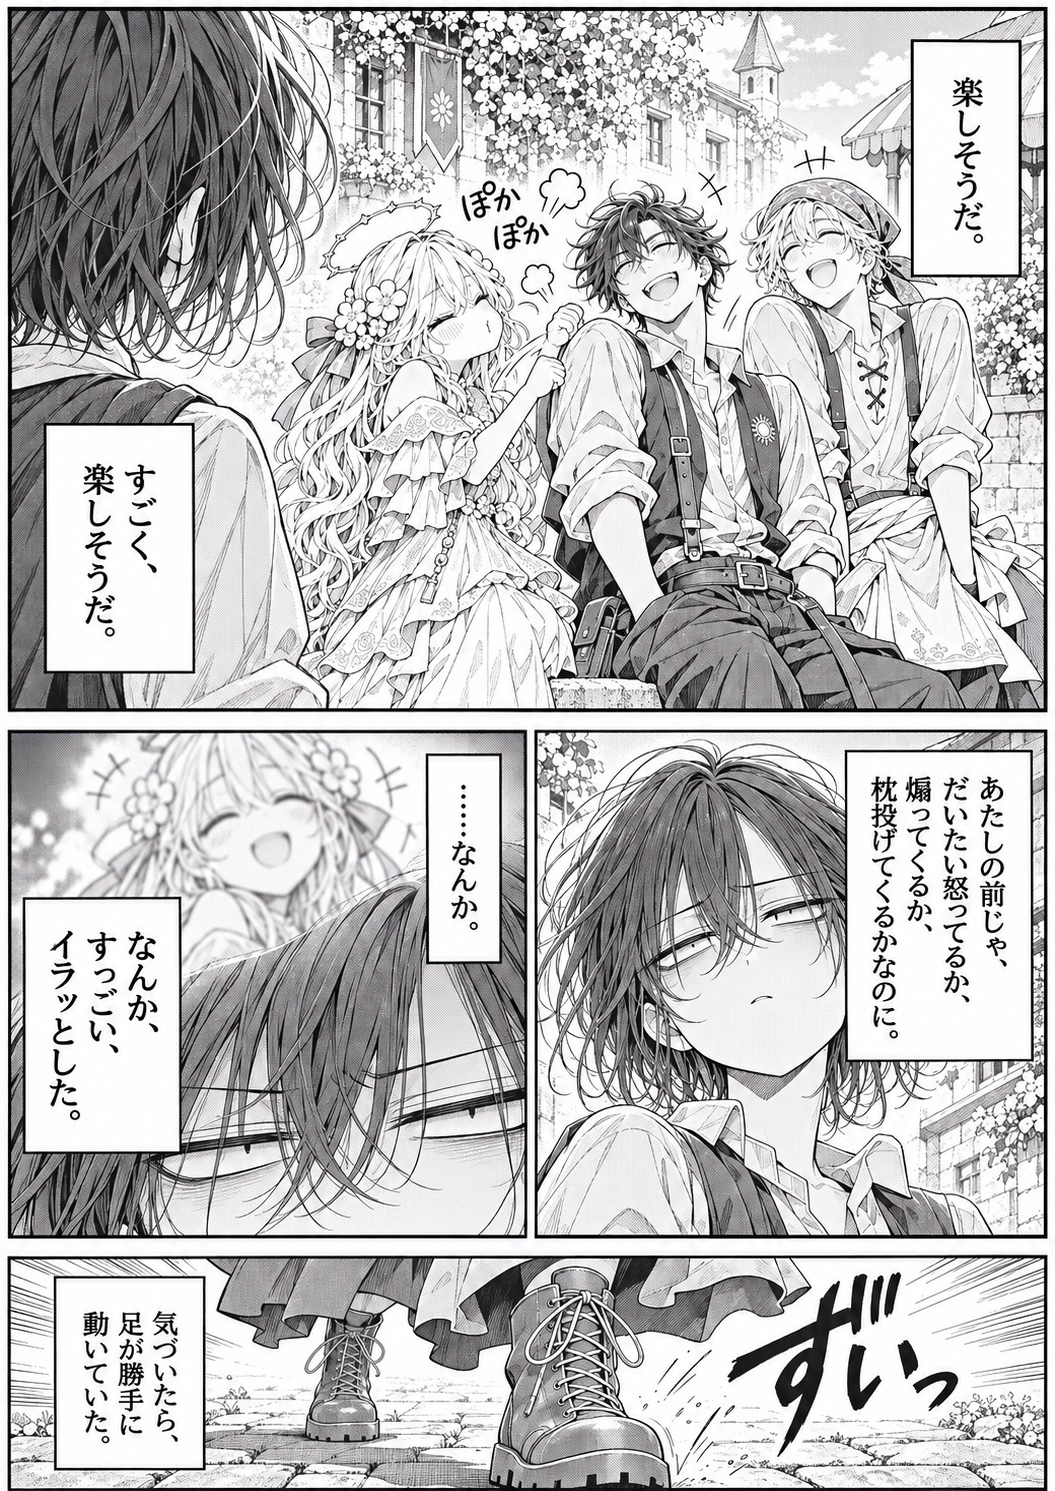 楽しそうだ。
ぽか
ぽか
すごく、
楽しそうだ。
あたしの前じゃ、
だいたい怒ってるか、
煽ってくるか、
枕投げてくるかなのに。
……なんか。
なんか、
すっごい、
イラッとした。
ずいっ
気づいたら、
足が勝手に
動いていた。